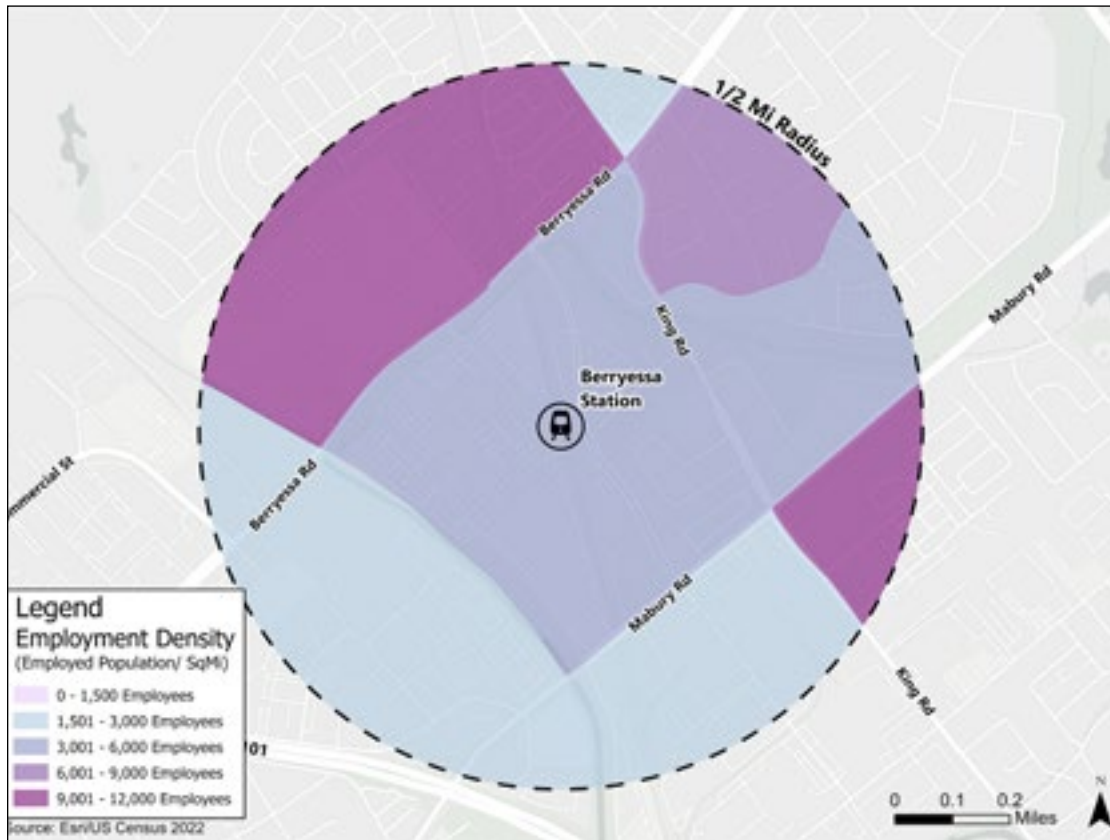 1/2 Mi Radius
Berryessa Rd
Mabury Rd
King Rd
Berryessa
Station
Berryessa Rd
ommercial St
Mabury Rd
King Rd
Legend
Employment Density
(Employed Population/ SqMi)
0 - 1,500 Employees
1,501 - 3,000 Employees
3,001 - 6,000 Employees
6,001 - 9,000 Employees
9,001 - 12,000 Employees
101
Source: Esri/US Census 2022
N
0 0.1 0.2
Miles